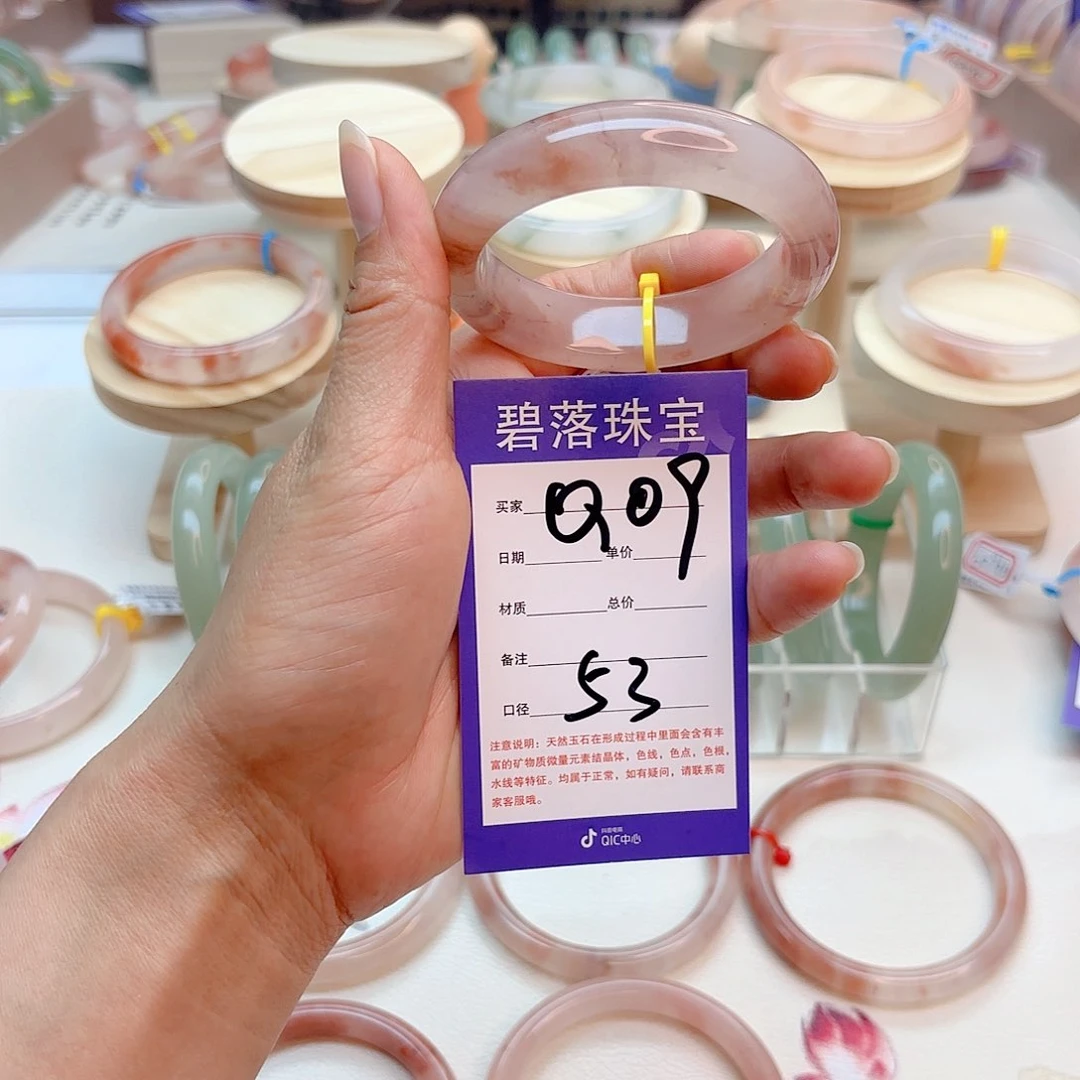 碧落珠宝
买家 Q09
日期 单价
材质 总价
备注
口径 53
注意说明：天然玉石在形成过程中里面会含有丰
富的矿物质微量元素结晶体，色线，色点，色根，
水线等特征。均属于正常，如有疑问，请联系商
家客服哦。
抖音电商
QIC中心